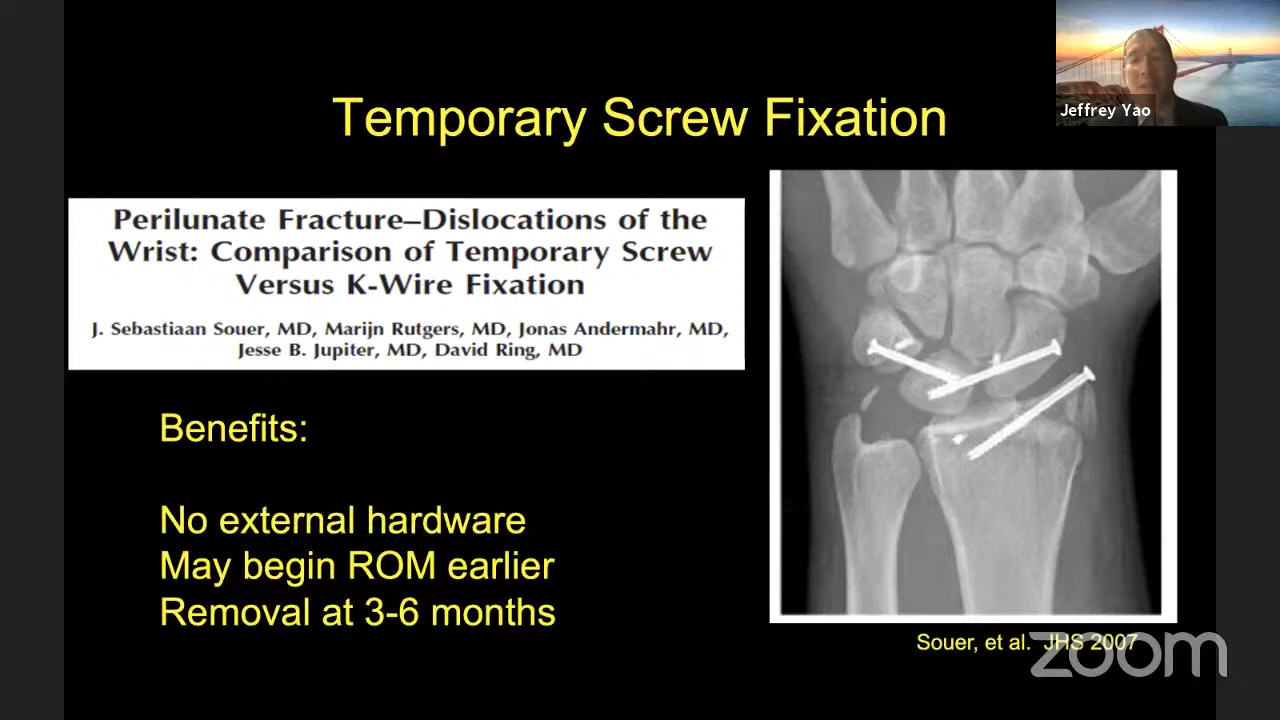 Jeffrey Yao
Temporary Screw Fixation
Perilunate Fracture–Dislocations of the
Wrist: Comparison of Temporary Screw
Versus K-Wire Fixation
J. Sebastiaan Souer, MD, Marijn Rutgers, MD, Jonas Andermahr, MD,
Jesse B. Jupiter, MD, David Ring, MD
Benefits:
No external hardware
May begin ROM earlier
Removal at 3-6 months
Souer, et al. JHS 2007
zoom